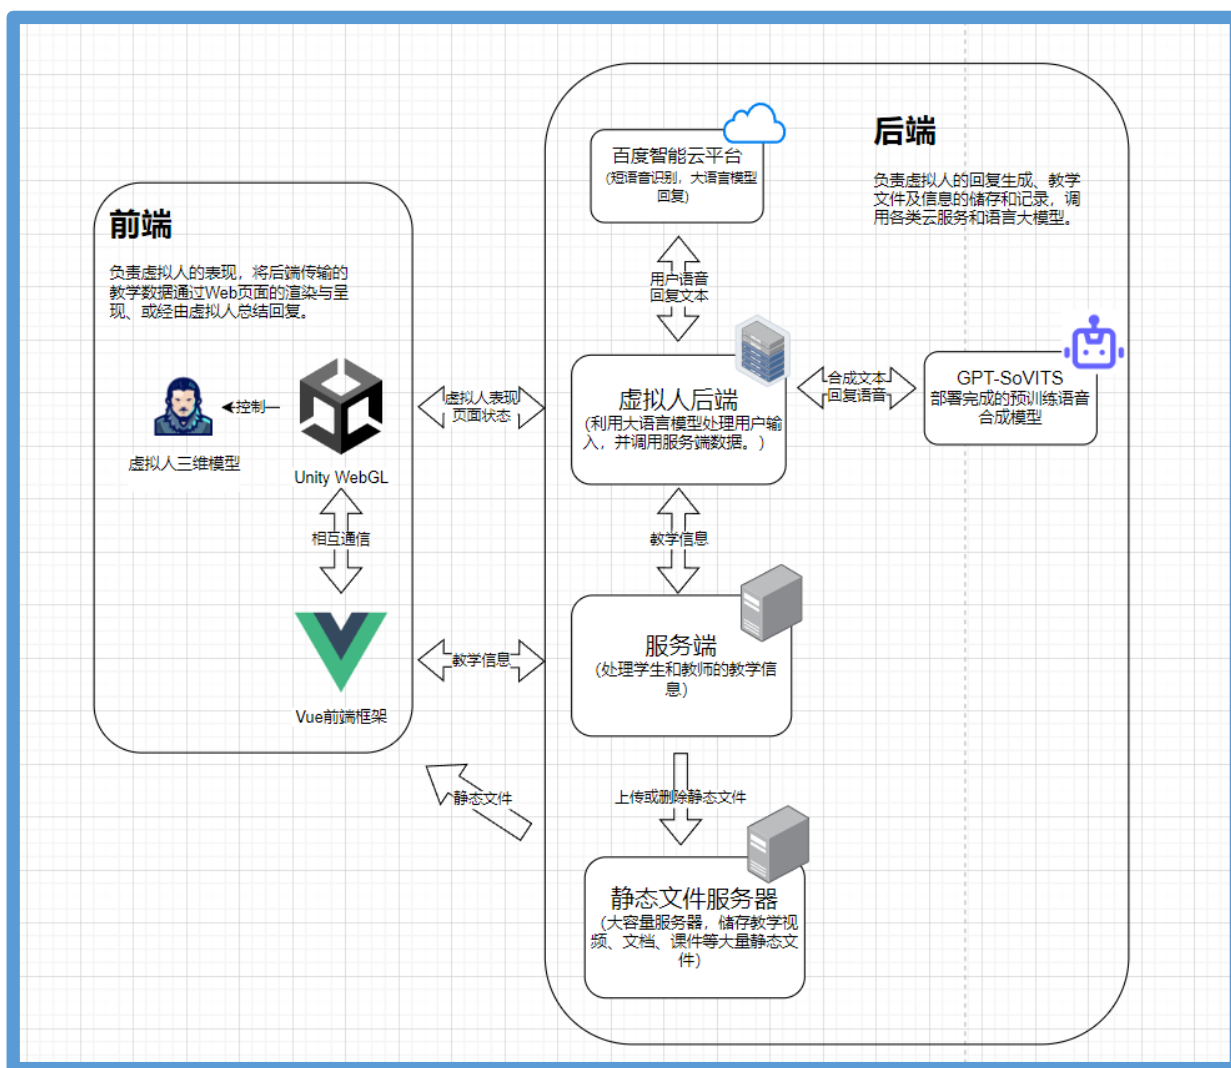 前端
负责虚拟人的表现，将后端传输的
教学数据通过Web页面的渲染与呈
现、或经由虚拟人总结回复。
控制
虚拟人三维模型
Unity WebGL
相互通信
Vue前端框架
虚拟人表现
页面状态
教学信息
静态文件
后端
负责虚拟人的回复生成、教学
文件及信息的储存和记录，调
用各类云服务和语言大模型。
百度智能云平台
(短语音识别，大语言模型
回复)
用户语音
回复文本
虚拟人后端
(利用大语言模型处理用户输
入，并调用服务端数据。)
合成文本
回复语音
GPT-SoVITS
部署完成的预训练语音
合成模型
教学信息
服务端
(处理学生和教师的教学信
息)
上传或删除静态文件
静态文件服务器
(大容量服务器，储存教学视
频、文档、课件等大量静态文
件)